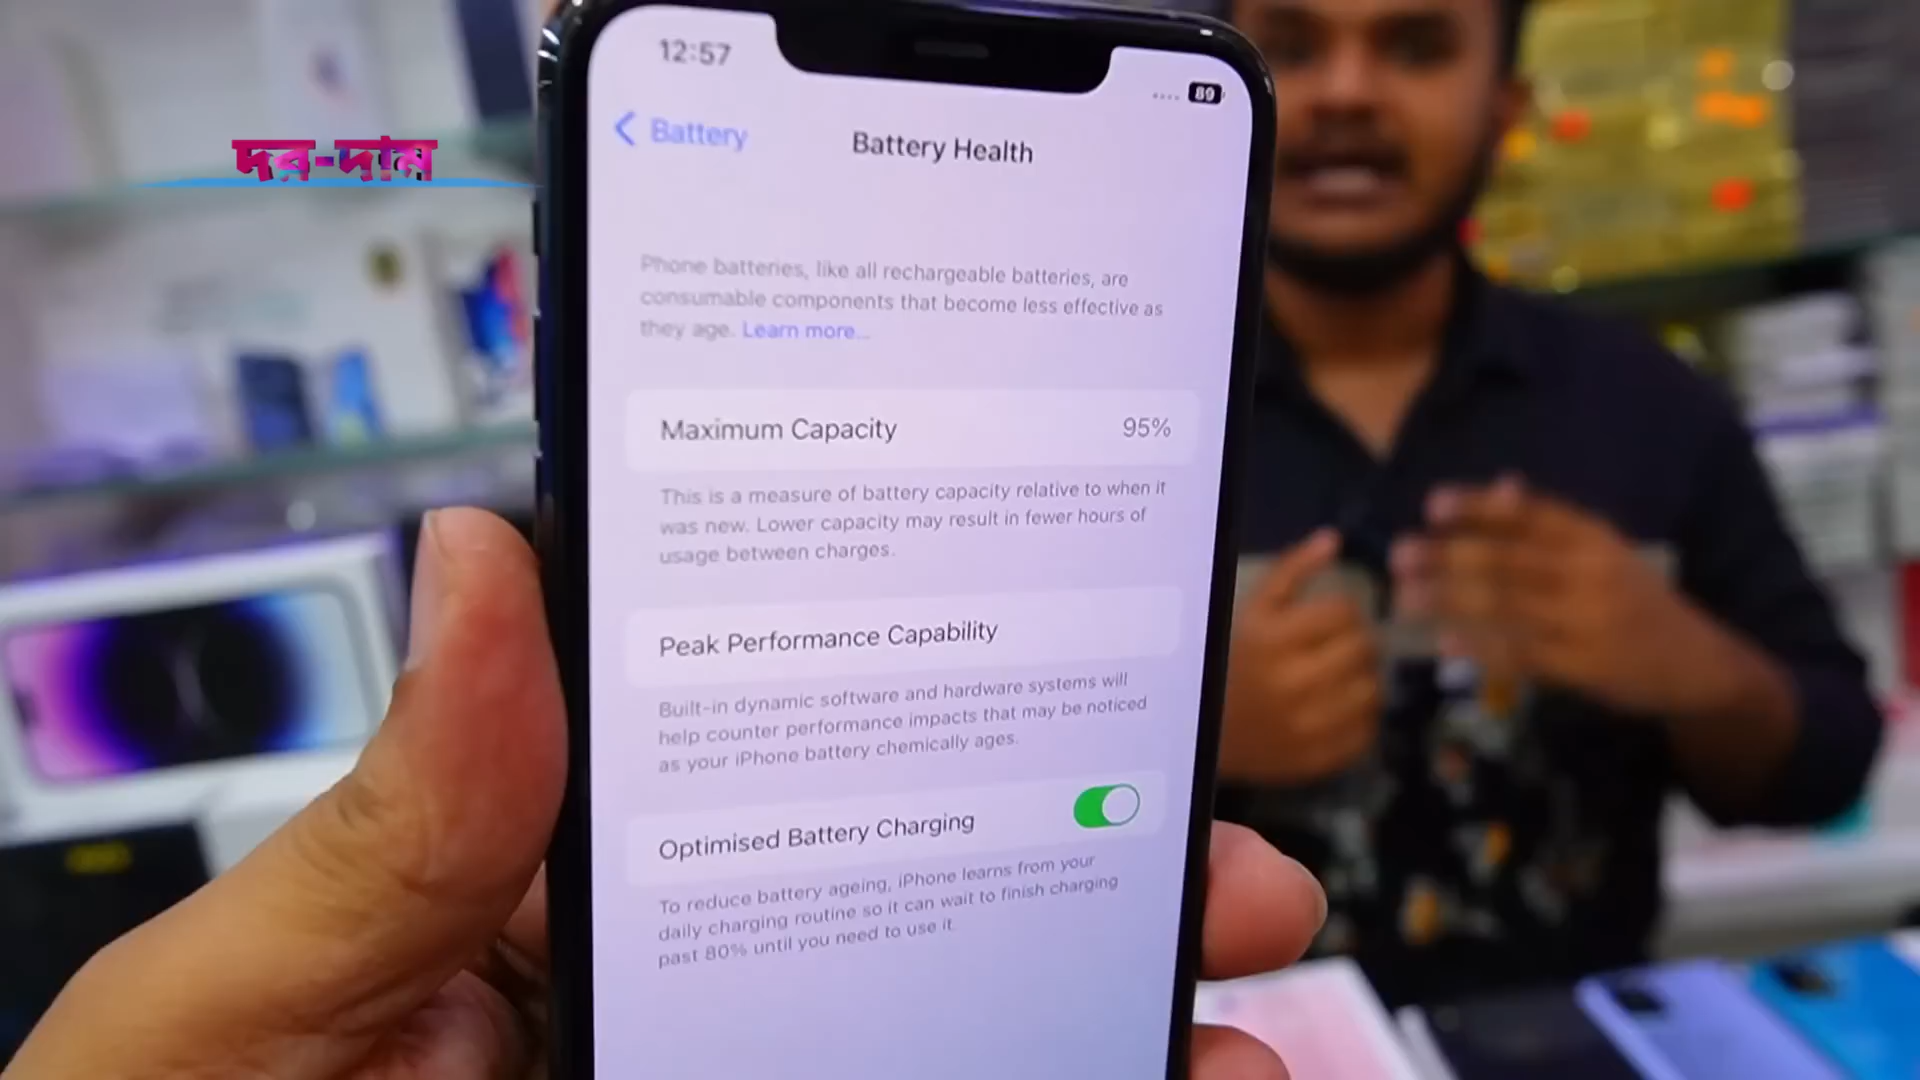 12:57
89
Battery
Battery Health
দর-দাম
Phone batteries, like all rechargeable batteries, are
consumable components that become less effective as
they age. Learn more...
Maximum Capacity 95%
This is a measure of battery capacity relative to when it
was new. Lower capacity may result in fewer hours of
usage between charges.
Peak Performance Capability
Built-in dynamic software and hardware systems will
help counter performance impacts that may be noticed
as your iPhone battery chemically ages.
Optimised Battery Charging
To reduce battery ageing, iPhone learns from your
daily charging routine so it can wait to finish charging
past 80% until you need to use it.